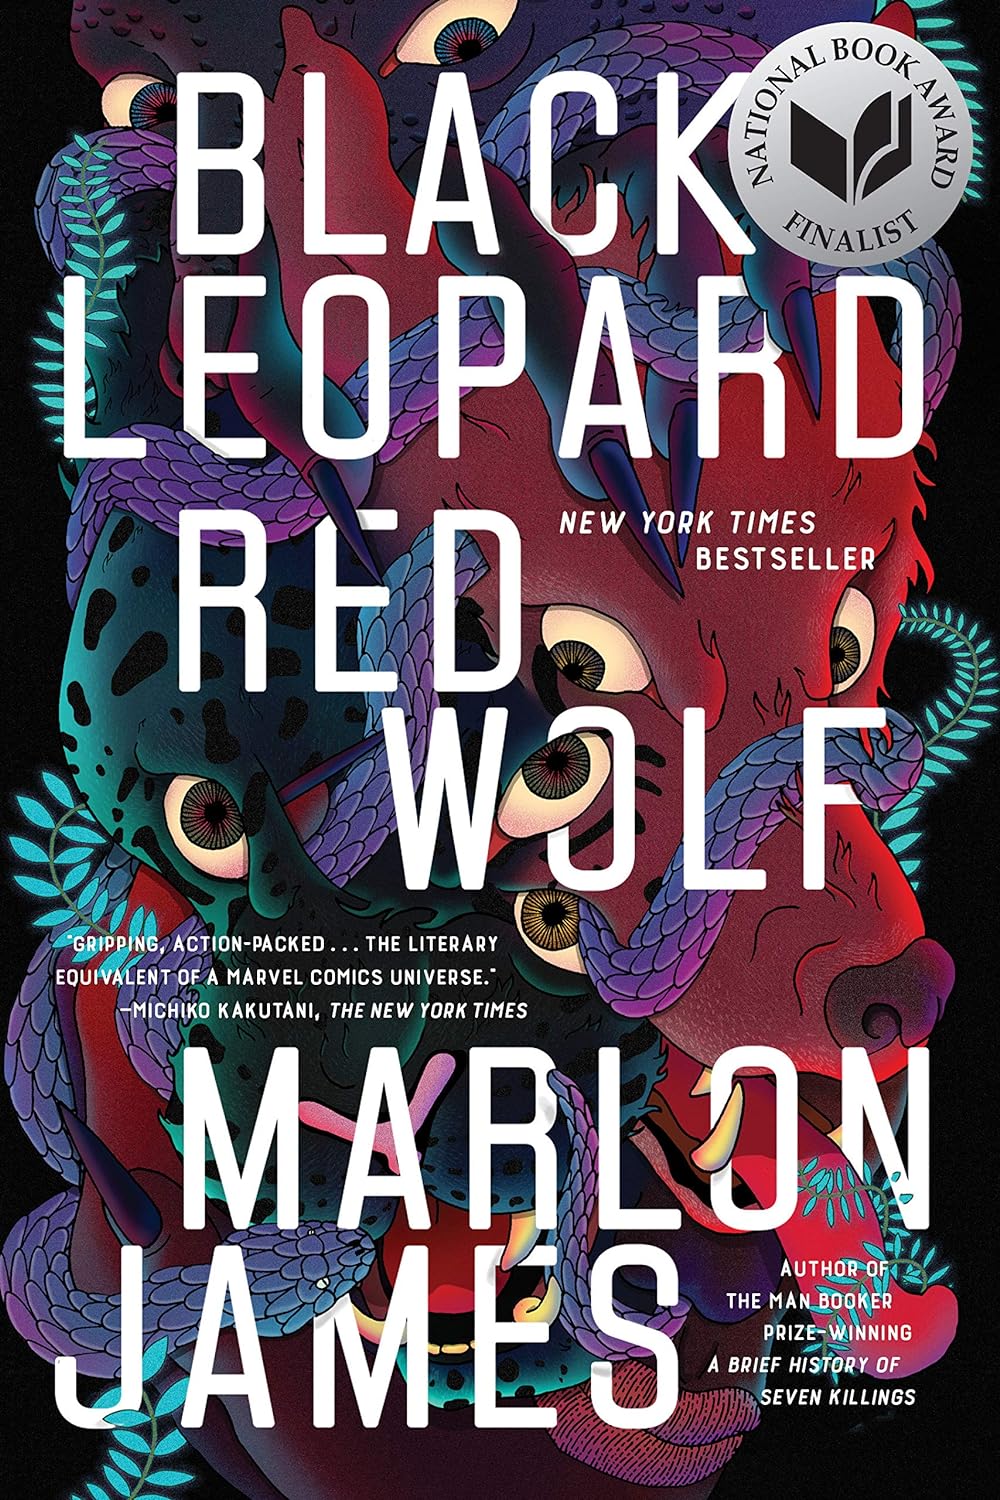 BLACK
LEOPARD
RED
WOLF
NATIONAL BOOK AWARD
FINALIST
NEW YORK TIMES
BESTSELLER
"GRIPPING, ACTION-PACKED . . . THE LITERARY
EQUIVALENT OF A MARVEL COMICS UNIVERSE."
—MICHIKO KAKUTANI, THE NEW YORK TIMES
MARLON
JAMES
AUTHOR OF
THE MAN BOOKER
PRIZE-WINNING
A BRIEF HISTORY OF
SEVEN KILLINGS